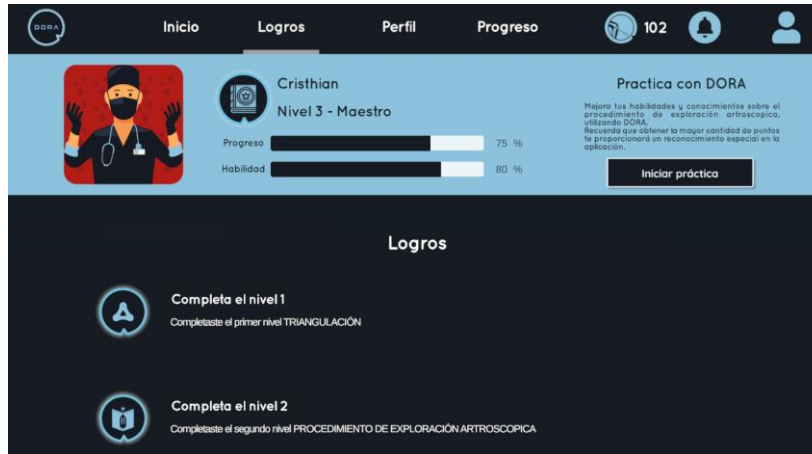 DORA
Inicio
Logros
Perfil
Progreso
102
Cristhian
Nivel 3 - Maestro
Progreso
75 %
Habilidad
80 %
Practica con DORA
Mejora tus habilidades y conocimientos sobre el
procedimiento de exploración artroscopica,
utilizando DORA.
Recuerda que obtener la mayor cantidad de puntos
te proporcionará un reconocimiento especial en la
aplicación.
Iniciar práctica
Logros
Completa el nivel 1
Completaste el primer nivel TRIANGULACIÓN
Completa el nivel 2
Completaste el segundo nivel PROCEDIMIENTO DE EXPLORACIÓN ARTROSCOPICA